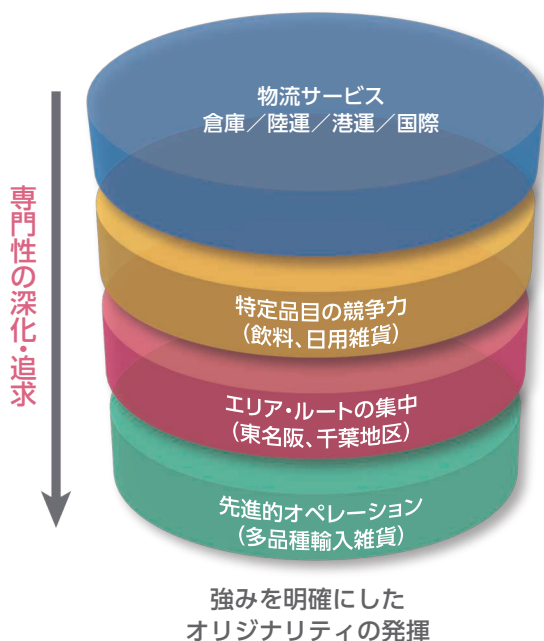 物流サービス
倉庫／陸運／港運／国際
専門性の深化・追求
特定品目の競争力
（飲料、日用雑貨）
エリア・ルートの集中
（東名阪、千葉地区）
先進的オペレーション
（多品種輸入雑貨）
強みを明確にした
オリジナリティの発揮